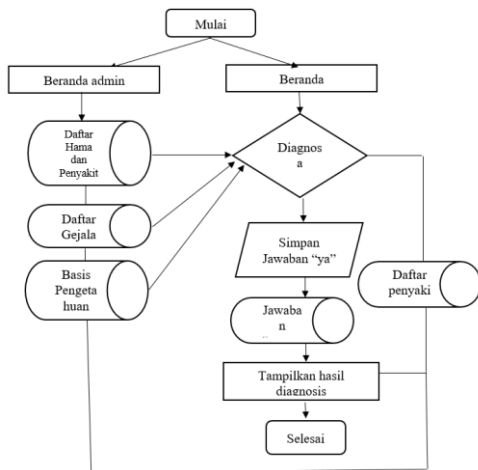 Mulai
Beranda admin
Beranda
Daftar
Hama
dan
Penyakit
Diagnos
a
Daftar
Gejala
Simpan
Jawaban “ya”
Basis
Pengeta
huan
Daftar
penyaki
Jawaba
n
Tampilkan hasil
diagnosis
Selesai